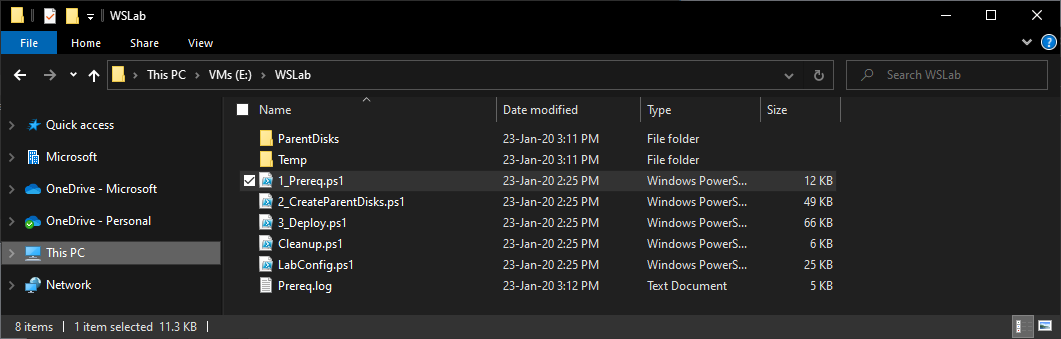 WSLab
File Home Share View
This PC > VMs (E:) > WSLab Search WSLab
Name Date modified Type Size
Quick access
Microsoft
OneDrive - Microsoft
OneDrive - Personal
This PC
Network
ParentDisks 23-Jan-20 3:11 PM File folder
Temp 23-Jan-20 3:11 PM File folder
1_Prereq.ps1 23-Jan-20 2:25 PM Windows PowerS... 12 KB
2_CreateParentDisks.ps1 23-Jan-20 2:25 PM Windows PowerS... 49 KB
3_Deploy.ps1 23-Jan-20 2:25 PM Windows PowerS... 66 KB
Cleanup.ps1 23-Jan-20 2:25 PM Windows PowerS... 6 KB
LabConfig.ps1 23-Jan-20 2:25 PM Windows PowerS... 25 KB
Prereq.log 23-Jan-20 3:12 PM Text Document 5 KB
8 items 1 item selected 11.3 KB